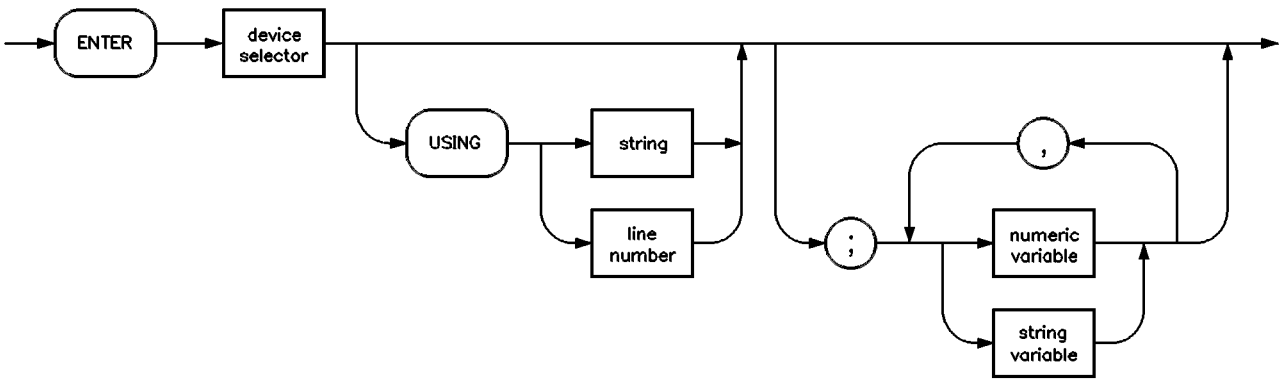 ENTER
device
selector
USING
string
line
number
,
;
numeric
variable
string
variable